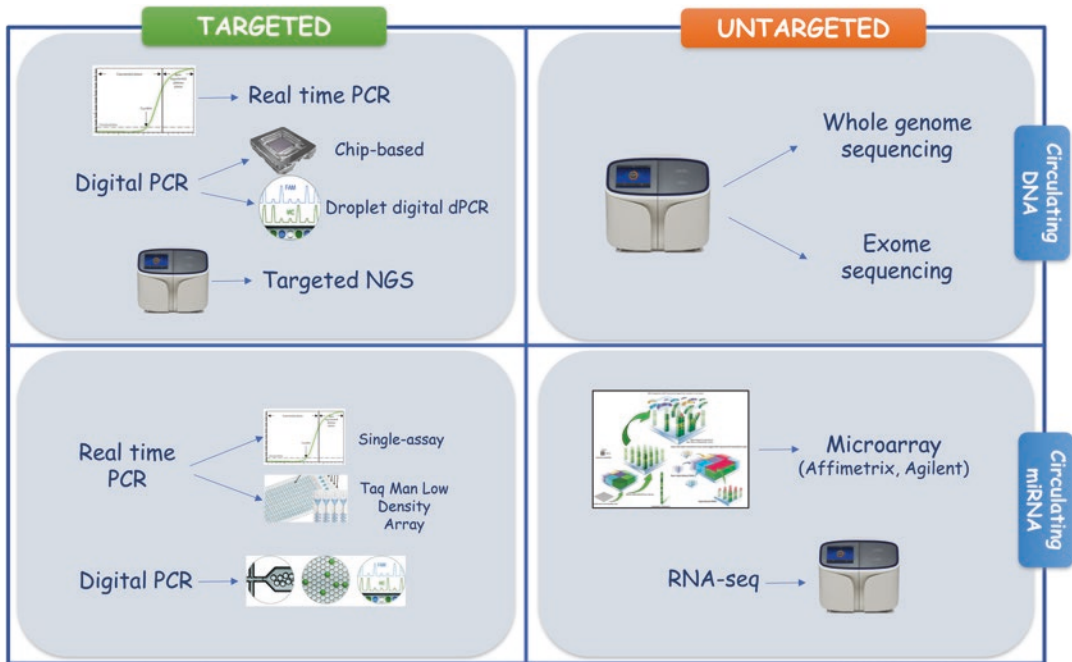 TARGETED
UNTARGETED
Real time PCR
Chip-based
Digital PCR
FAM
Droplet digital dPCR
Targeted NGS
Whole genome
sequencing
Exome
sequencing
Circulating
DNA
Real time
PCR
Single-assay
Taq Man Low
Density
Array
Digital PCR
FAM
Microarray
(Affimetrix, Agilent)
RNA-seq
Circulating
miRNA